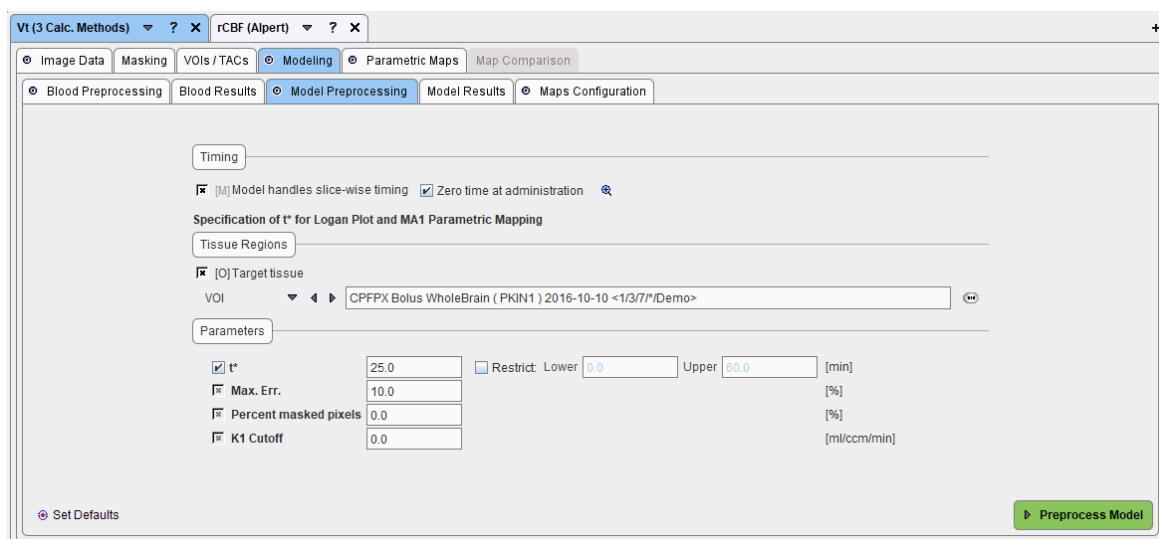 Vt (3 Calc. Methods) ? X rCBF (Alpert) ? X +
Image Data Masking VOIs / TACs Modeling Parametric Maps Map Comparison
Blood Preprocessing Blood Results Model Preprocessing Model Results Maps Configuration
Timing
[M] Model handles slice-wise timing Zero time at administration
Specification of t* for Logan Plot and MA1 Parametric Mapping
Tissue Regions
[O] Target tissue
VOI CPFPX Bolus WholeBrain ( PKIN1 ) 2016-10-10 <1/3/7/*/Demo>
Parameters
t* 25.0 Restrict: Lower 0.0 Upper 60.0 [min]
Max. Err. 10.0 [%]
Percent masked pixels 0.0 [%]
K1 Cutoff 0.0 [ml/ccm/min]
Set Defaults Preprocess Model